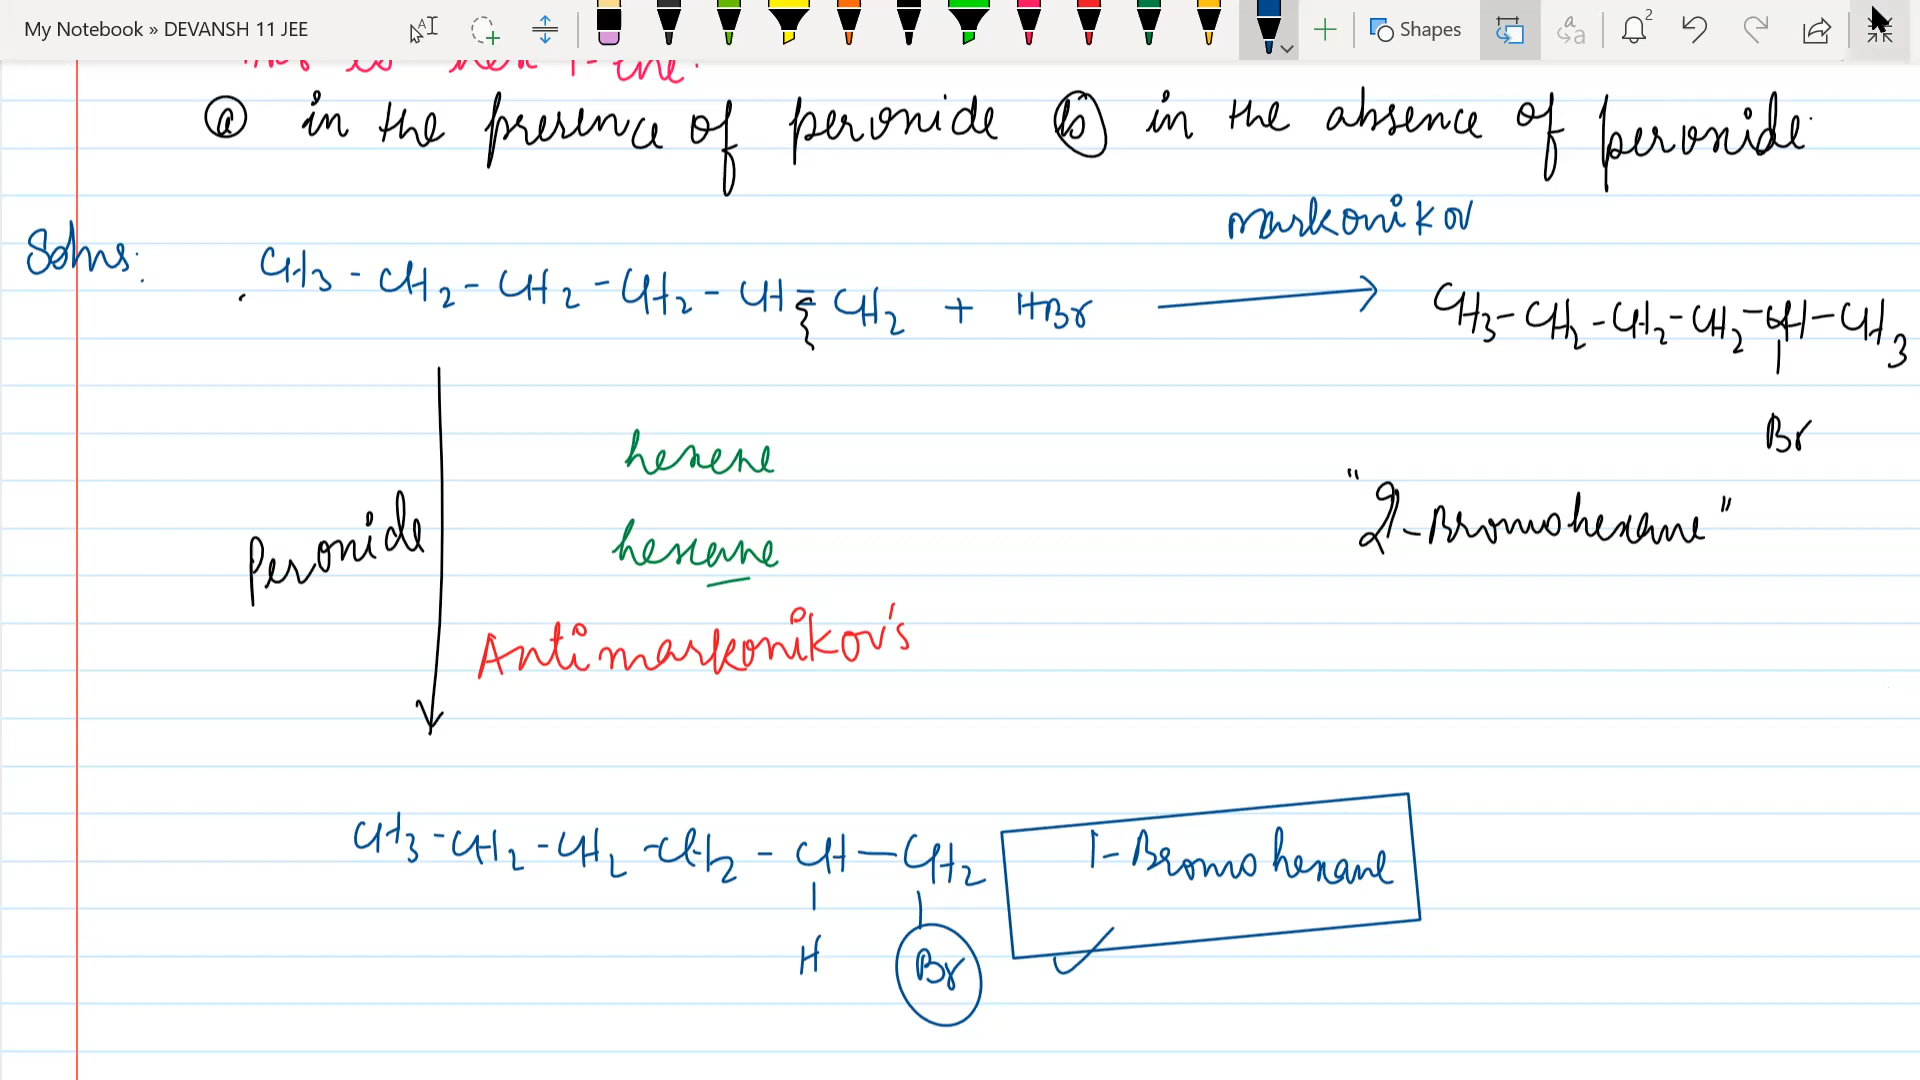 My Notebook » DEVANSH 11 JEE
Shapes
2
ⓐ in the presence of peroxide ⓑ in the absence of peroxide.
markonikov
Solns:
CH3 - CH2 - CH2 - CH2 - CH = CH2 + HBr ⟶ CH3-CH2-CH2-CH2-CH-CH3
Br
hexene
"2-Bromohexane"
Peroxide
hexane
Antimarkonikov's
CH3-CH2-CH2-CH2-CH—CH2
1-Bromohexane
H
Br